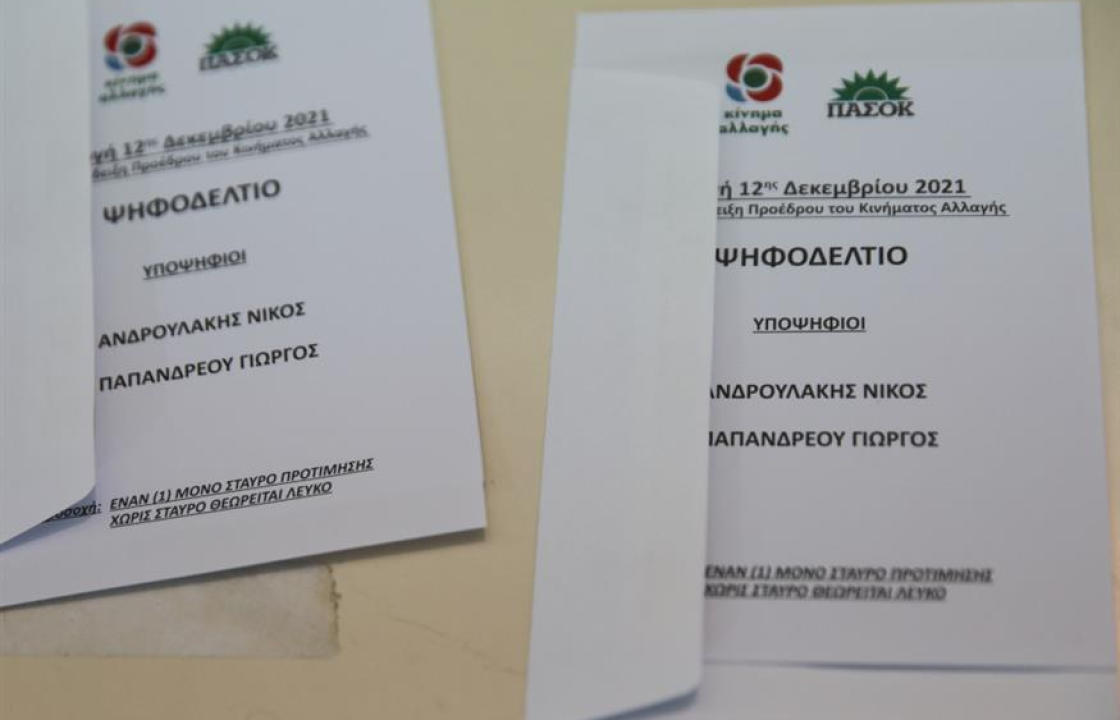 κίνημα
αλλαγής
ΠΑΣΟΚ
12ης Δεκεμβρίου 2021
Προέδρου του Κινήματος Αλλαγής
ΨΗΦΟΔΕΛΤΙΟ
ΥΠΟΨΗΦΙΟΙ
ΑΝΔΡΟΥΛΑΚΗΣ ΝΙΚΟΣ
ΠΑΠΑΝΔΡΕΟΥ ΓΙΩΡΓΟΣ
ΕΝΑΝ (1) ΜΟΝΟ ΣΤΑΥΡΟ ΠΡΟΤΙΜΗΣΗΣ
ΧΩΡΙΣ ΣΤΑΥΡΟ ΘΕΩΡΕΙΤΑΙ ΛΕΥΚΟ
κίνημα
αλλαγής
ΠΑΣΟΚ
ή 12ης Δεκεμβρίου 2021
ειξη Προέδρου του Κινήματος Αλλαγής
ΨΗΦΟΔΕΛΤΙΟ
ΥΠΟΨΗΦΙΟΙ
ΑΝΔΡΟΥΛΑΚΗΣ ΝΙΚΟΣ
ΠΑΠΑΝΔΡΕΟΥ ΓΙΩΡΓΟΣ
ΕΝΑΝ (1) ΜΟΝΟ ΣΤΑΥΡΟ ΠΡΟΤΙΜΗΣΗΣ
ΧΩΡΙΣ ΣΤΑΥΡΟ ΘΕΩΡΕΙΤΑΙ ΛΕΥΚΟ